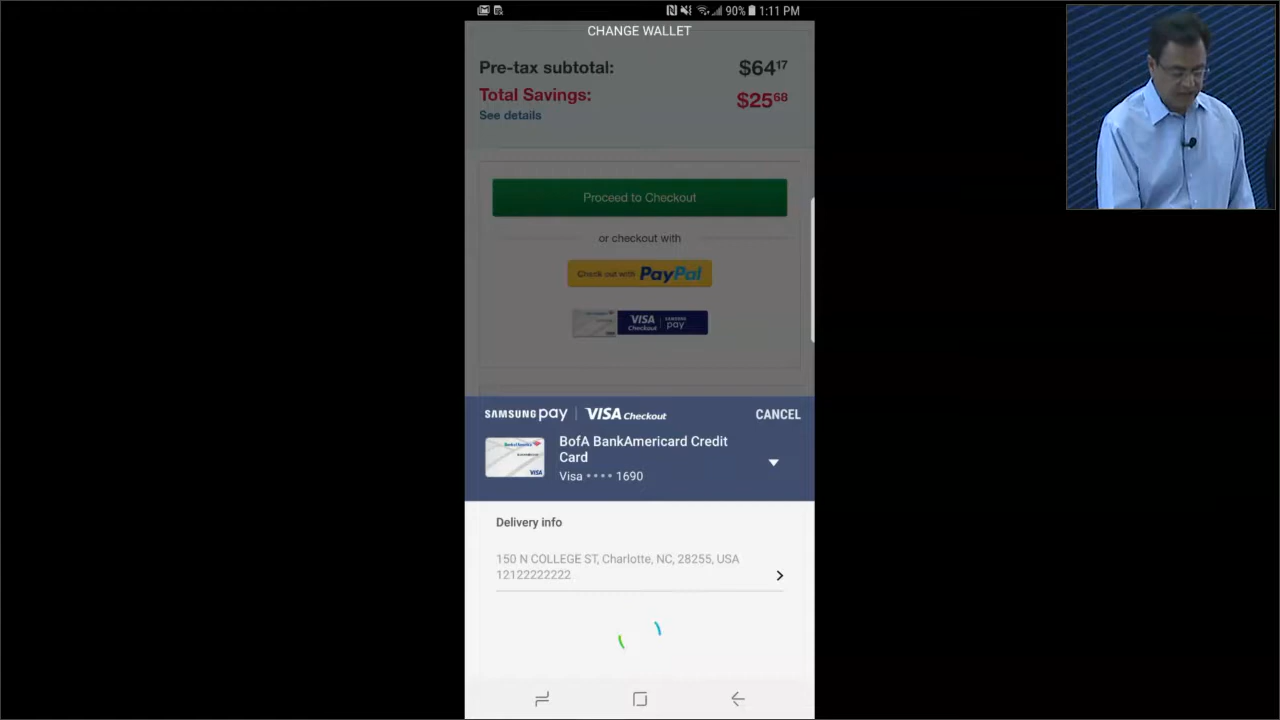 90% 1:11 PM
CHANGE WALLET
Pre-tax subtotal: $64 17
Total Savings: $25 68
See details
Proceed to Checkout
or checkout with
Check out with PayPal
VISA Checkout | SAMSUNG pay
SAMSUNG pay | VISA Checkout CANCEL
BofA BankAmericard Credit
Card
Visa •••• 1690
VISA
Delivery info
150 N COLLEGE ST, Charlotte, NC, 28255, USA
12122222222